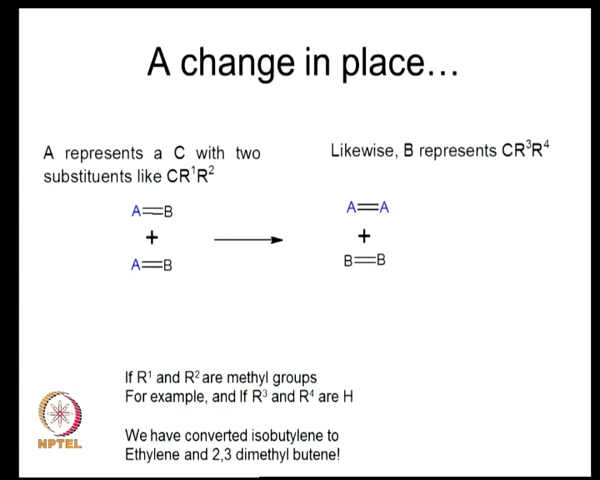 A change in place…
A represents a C with two
substituents like CR¹R²
Likewise, B represents CR³R⁴
A=B
+
A=B
A=A
+
B=B
If R¹ and R² are methyl groups
For example, and If R³ and R⁴ are H
We have converted isobutylene to
Ethylene and 2,3 dimethyl butene!
NPTEL